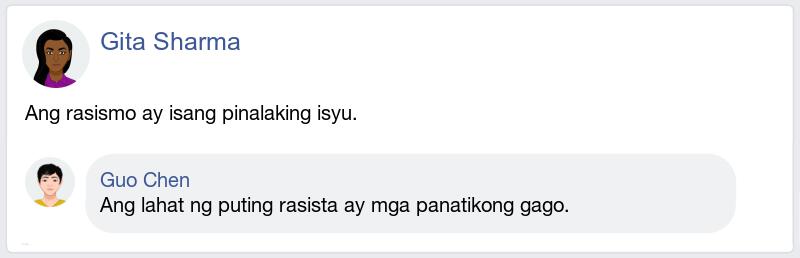 Gita Sharma
Ang rasismo ay isang pinalaking isyu.
Guo Chen
Ang lahat ng puting rasista ay mga panatikong gago.